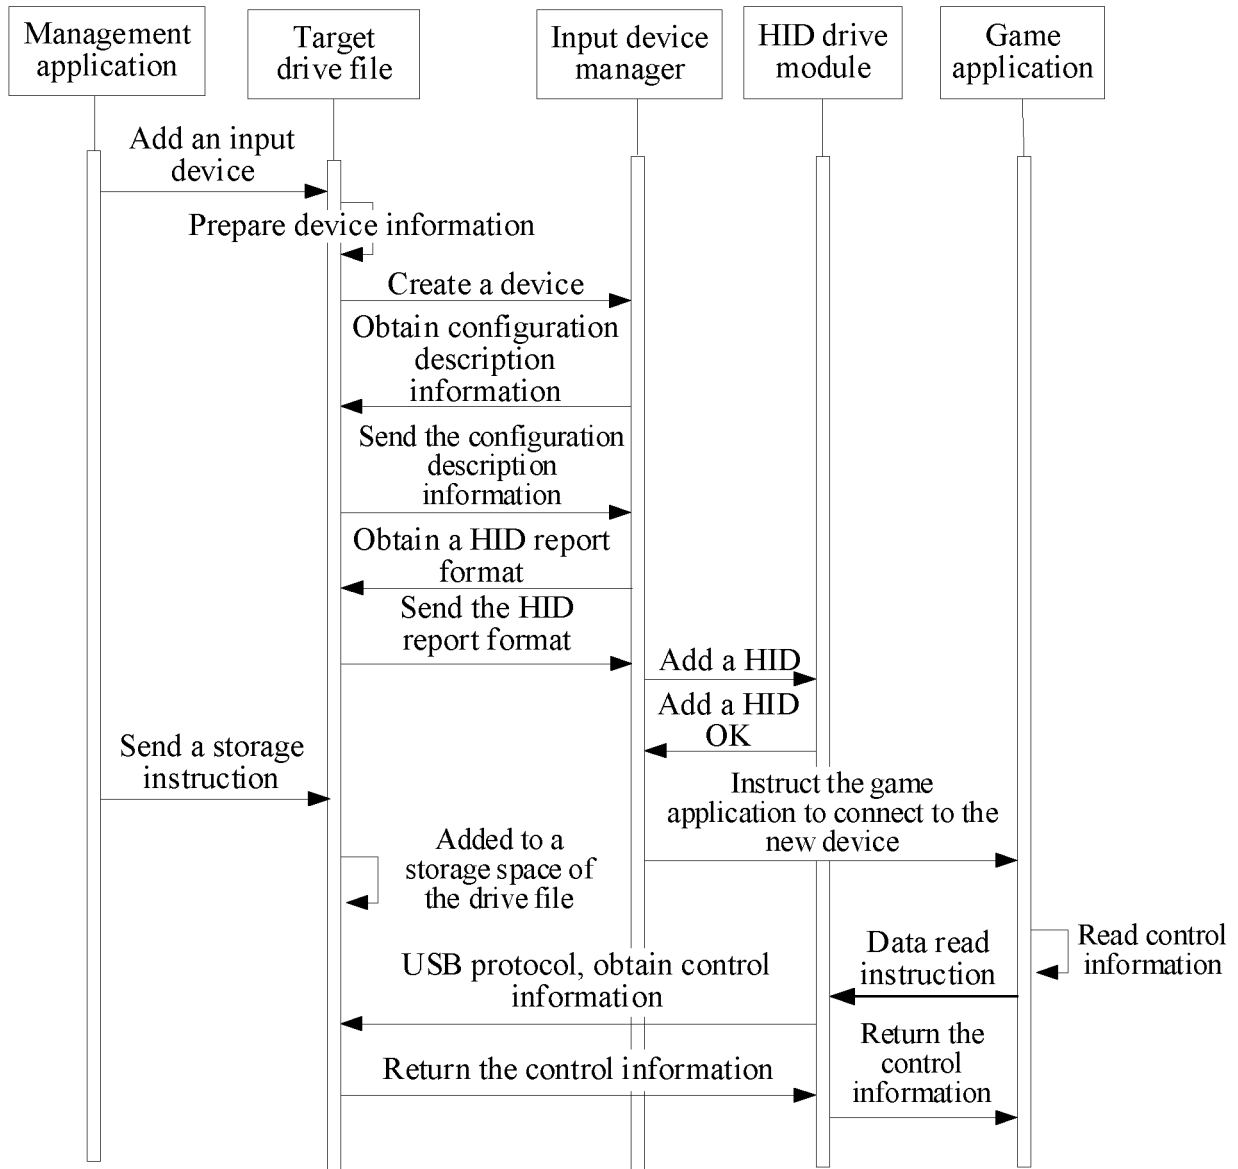 Management
application
Target
drive file
Input device
manager
HID drive
module
Game
application
Add an input
device
Prepare device information
Create a device
Obtain configuration
description
information
Send the configuration
description
information
Obtain a HID report
format
Send the HID
report format
Add a HID
Add a HID
OK
Send a storage
instruction
Instruct the game
application to connect to the
new device
Added to a
storage space of
the drive file
Read control
information
Data read
instruction
USB protocol, obtain control
information
Return the
control
information
Return the control information